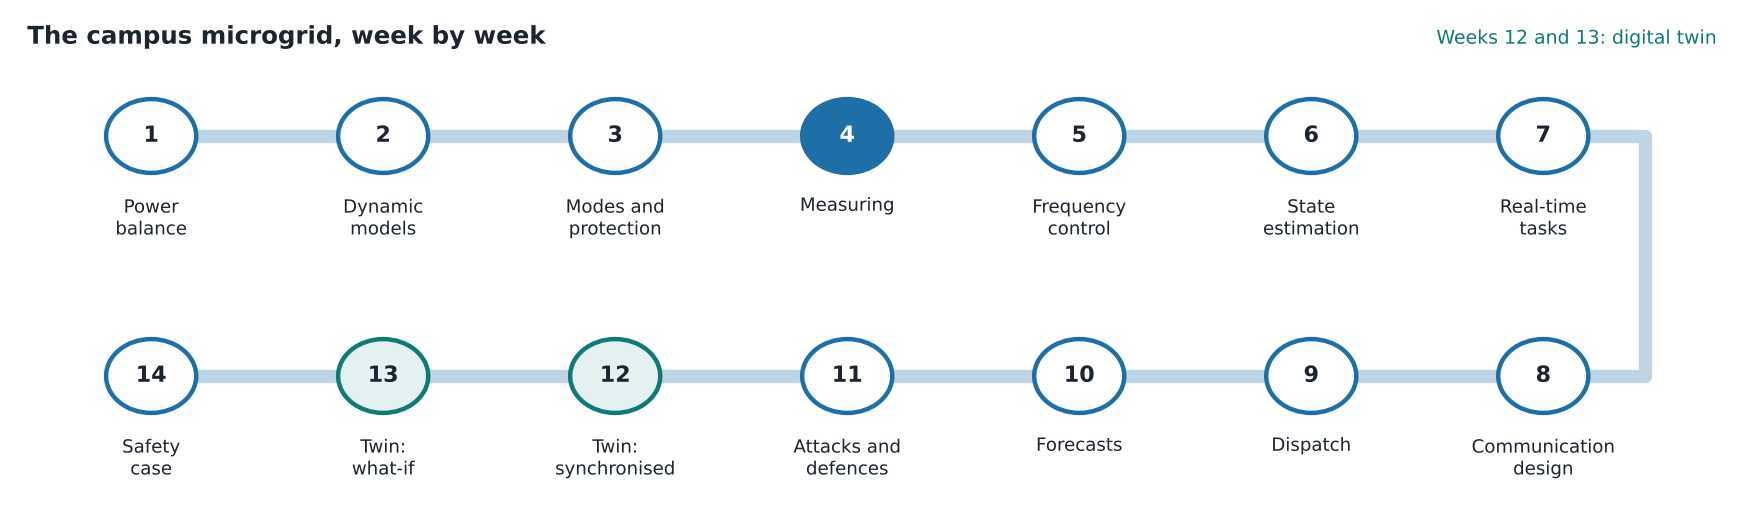 The campus microgrid, week by week
Weeks 12 and 13: digital twin
1
2
3
4
5
6
7
Power
balance
Dynamic
models
Modes and
protection
Measuring
Frequency
control
State
estimation
Real-time
tasks
14
13
12
11
10
9
8
Safety
case
Twin:
what-if
Twin:
synchronised
Attacks and
defences
Forecasts
Dispatch
Communication
design